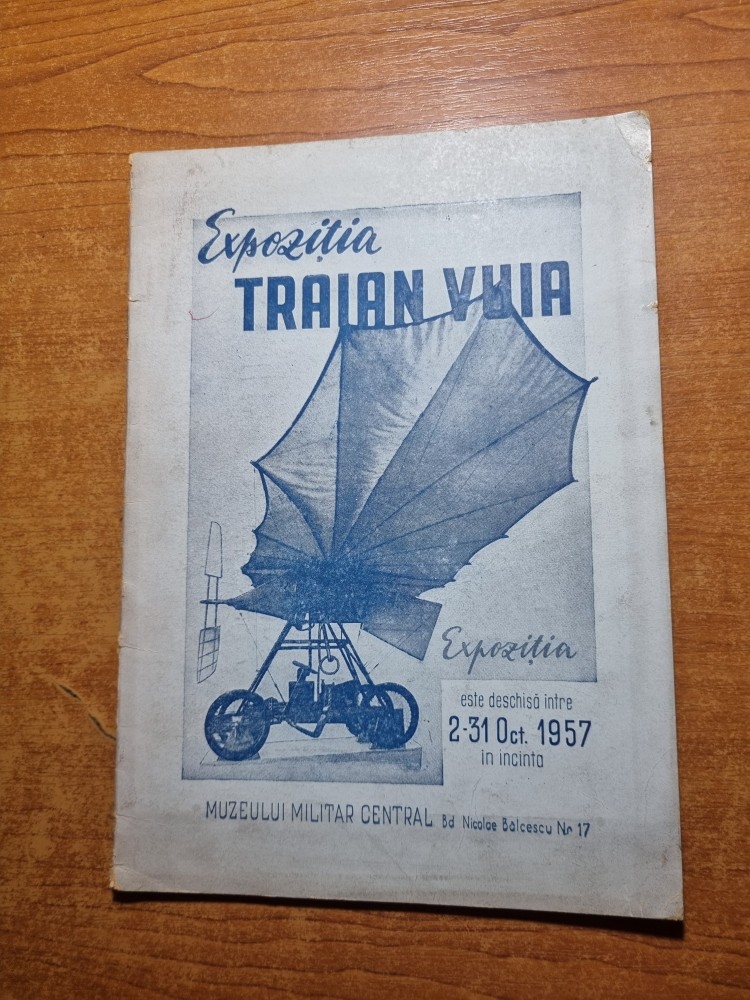 Expoziția
TRAIAN VUIA
Expoziția
este deschisă între
2-31 Oct. 1957
în incinta
MUZEULUI MILITAR CENTRAL Bd Nicolae Bălcescu Nr 17